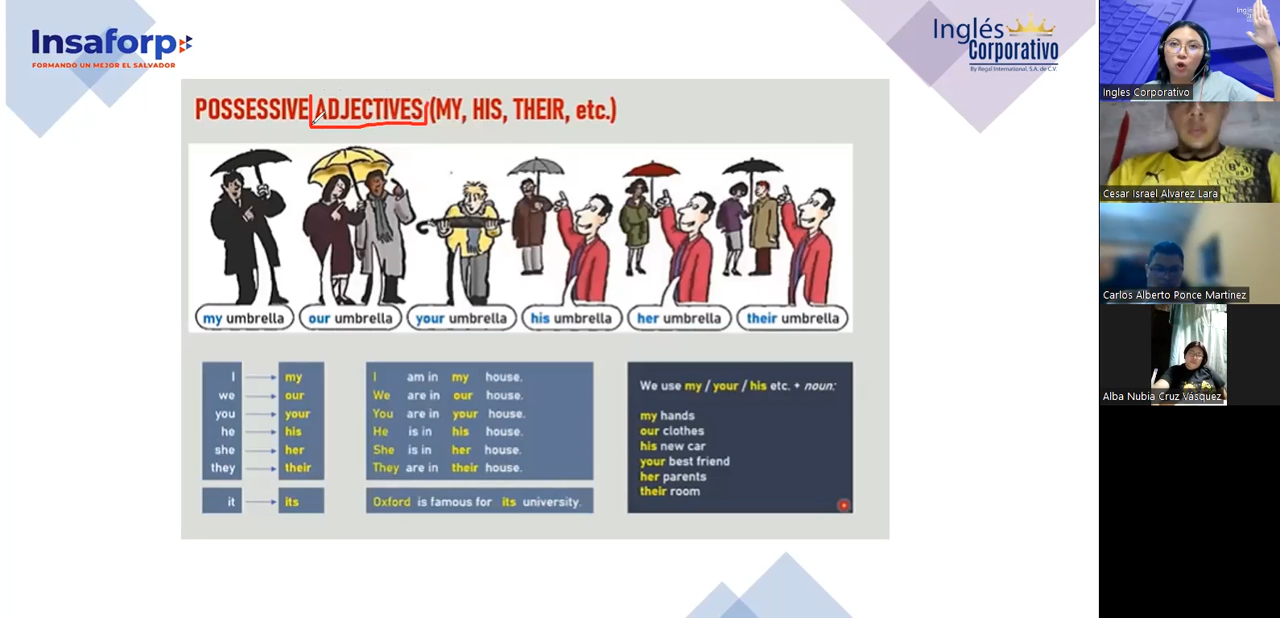 Insaforp
FORMANDO UN MEJOR EL SALVADOR
Inglés
Corporativo
By Regal International, S.A. de C.V.
POSSESSIVE ADJECTIVES (MY, HIS, THEIR, etc.)
my umbrella
our umbrella
your umbrella
his umbrella
her umbrella
their umbrella
I my
we our
you your
he his
she her
they their
it its
I am in my house.
We are in our house.
You are in your house.
He is in his house.
She is in her house.
They are in their house.
Oxford is famous for its university.
We use my / your / his etc. + noun:
my hands
our clothes
his new car
your best friend
her parents
their room
Ingles Corporativo
Cesar Israel Alvarez Lara
Carlos Alberto Ponce Martinez
Alba Nubia Cruz Vásquez